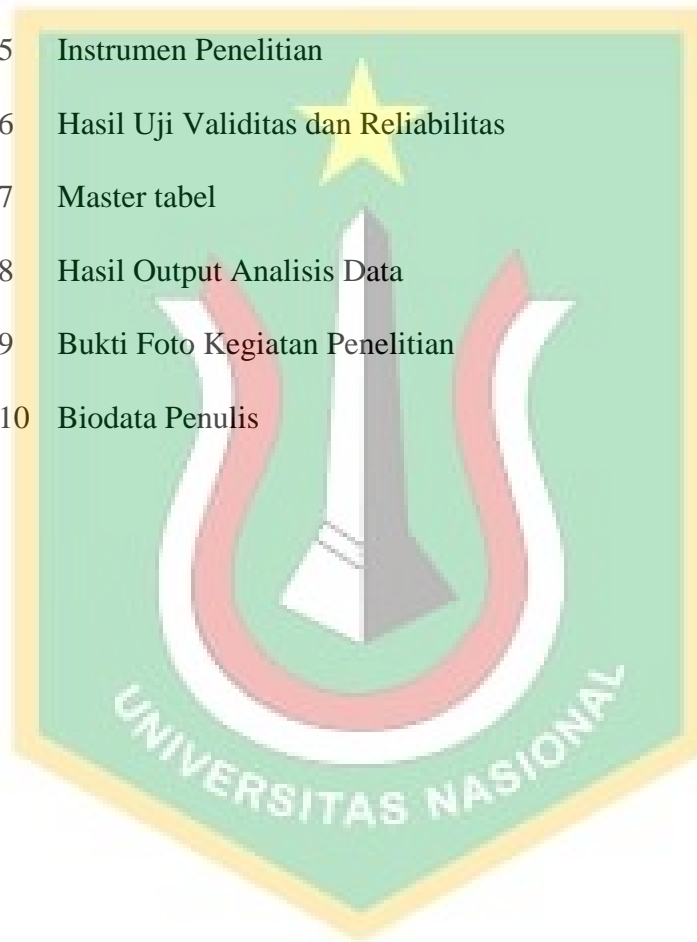 5 Instrumen Penelitian
6 Hasil Uji Validitas dan Reliabilitas
7 Master tabel
8 Hasil Output Analisis Data
9 Bukti Foto Kegiatan Penelitian
10 Biodata Penulis
UNIVERSITAS NASIONAL